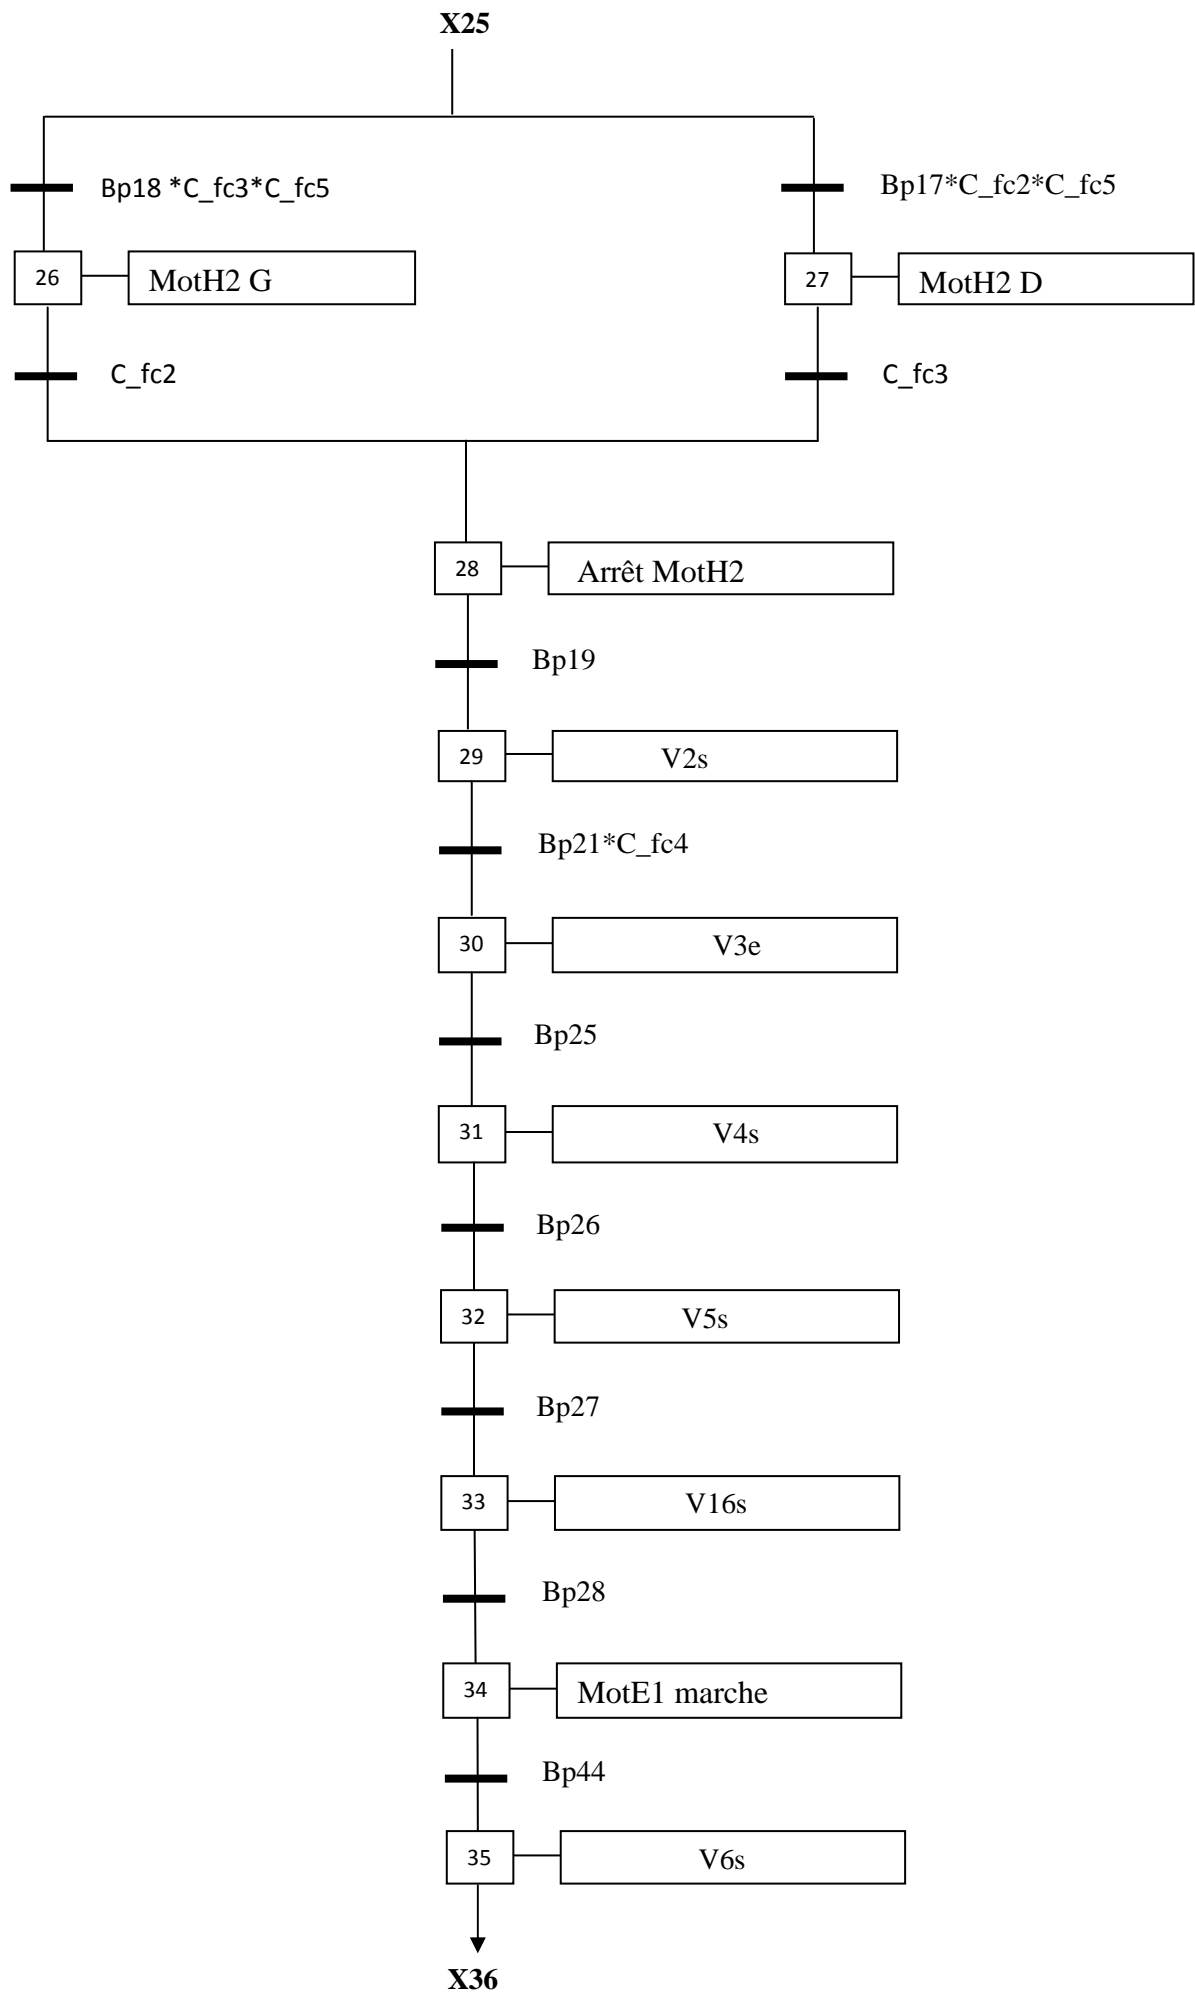 X25
Bp18 *C_fc3*C_fc5
Bp17*C_fc2*C_fc5
26
MotH2 G
27
MotH2 D
C_fc2
C_fc3
28
Arrêt MotH2
Bp19
29
V2s
Bp21*C_fc4
30
V3e
Bp25
31
V4s
Bp26
32
V5s
Bp27
33
V16s
Bp28
34
MotE1 marche
Bp44
35
V6s
X36